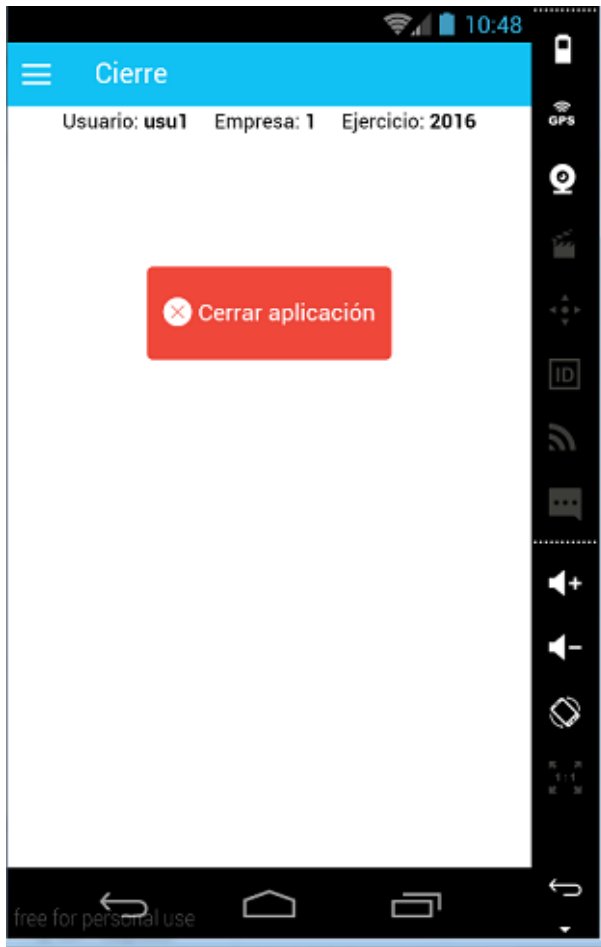 10:48
Cierre
GPS
Usuario: usu1 Empresa: 1 Ejercicio: 2016
Cerrar aplicación
ID
1:1
free for personal use